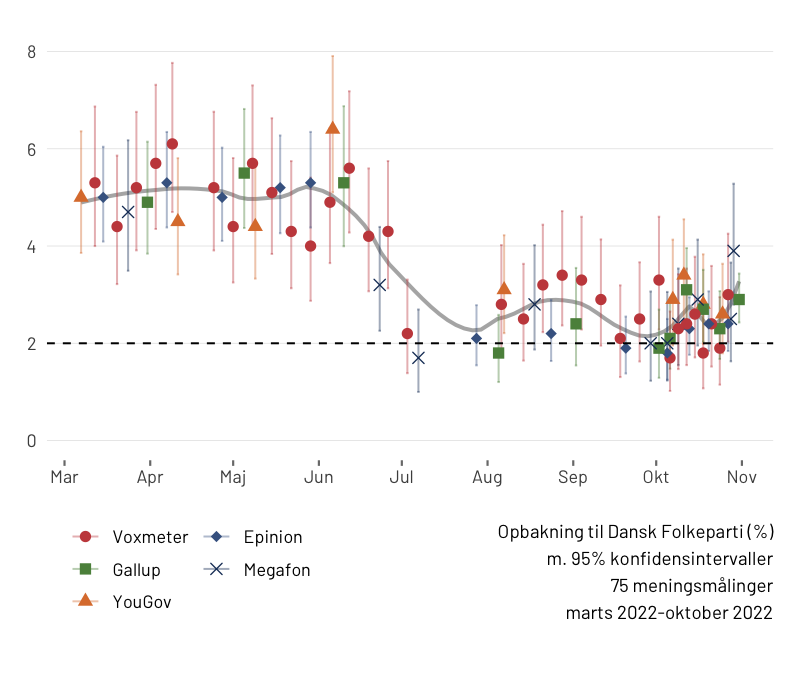 8
6
4
2
0
Mar Apr Maj Jun Jul Aug Sep Okt Nov
Voxmeter Epinion
Gallup Megafon
YouGov
Opbakning til Dansk Folkeparti (%)
m. 95% konfidensintervaller
75 meningsmålinger
marts 2022-oktober 2022